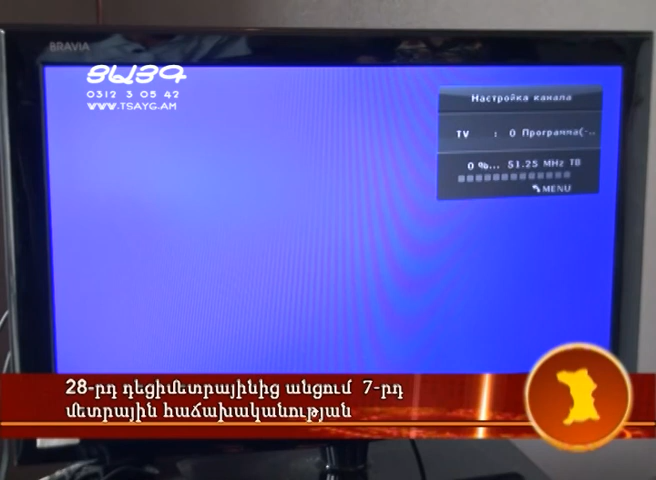 BRAVIA
ՑԱՅԳ
0312 3 05 42
WWW.TSAYG.AM
Настройка канала
TV : 0 Программа(-..
0 %... 51.25 MHz ТВ
MENU
28-րդ դեցիմետրայինից անցում 7-րդ
մետրային հաճախականության